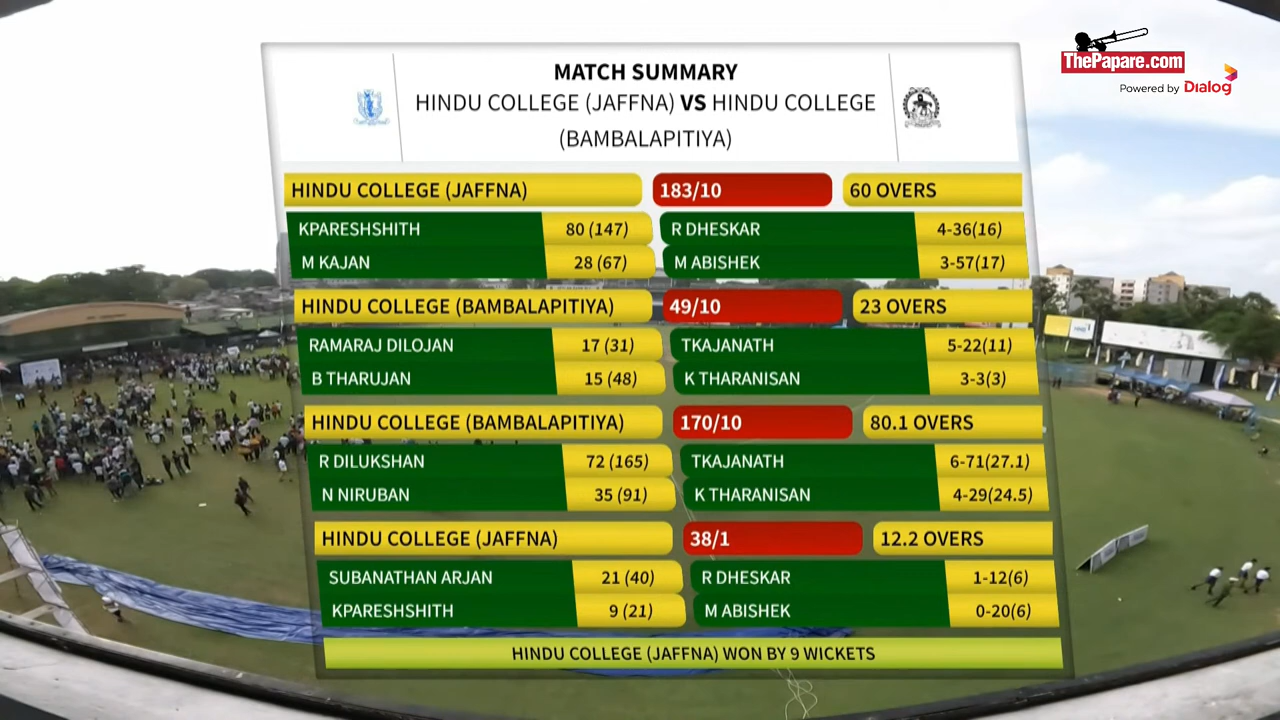 ThePapare.com
Powered by Dialog
MATCH SUMMARY
HINDU COLLEGE (JAFFNA) VS HINDU COLLEGE
(BAMBALAPITIYA)
HINDU COLLEGE (JAFFNA) 183/10 60 OVERS
KPARESHSHITH 80 (147) R DHESKAR 4-36(16)
M KAJAN 28 (67) M ABISHEK 3-57(17)
HINDU COLLEGE (BAMBALAPITIYA) 49/10 23 OVERS
RAMARAJ DILOJAN 17 (31) TKAJANATH 5-22(11)
B THARUJAN 15 (48) K THARANISAN 3-3(3)
HINDU COLLEGE (BAMBALAPITIYA) 170/10 80.1 OVERS
R DILUKSHAN 72 (165) TKAJANATH 6-71(27.1)
N NIRUBAN 35 (91) K THARANISAN 4-29(24.5)
HINDU COLLEGE (JAFFNA) 38/1 12.2 OVERS
SUBANATHAN ARJAN 21 (40) R DHESKAR 1-12(6)
KPARESHSHITH 9 (21) M ABISHEK 0-20(6)
HINDU COLLEGE (JAFFNA) WON BY 9 WICKETS